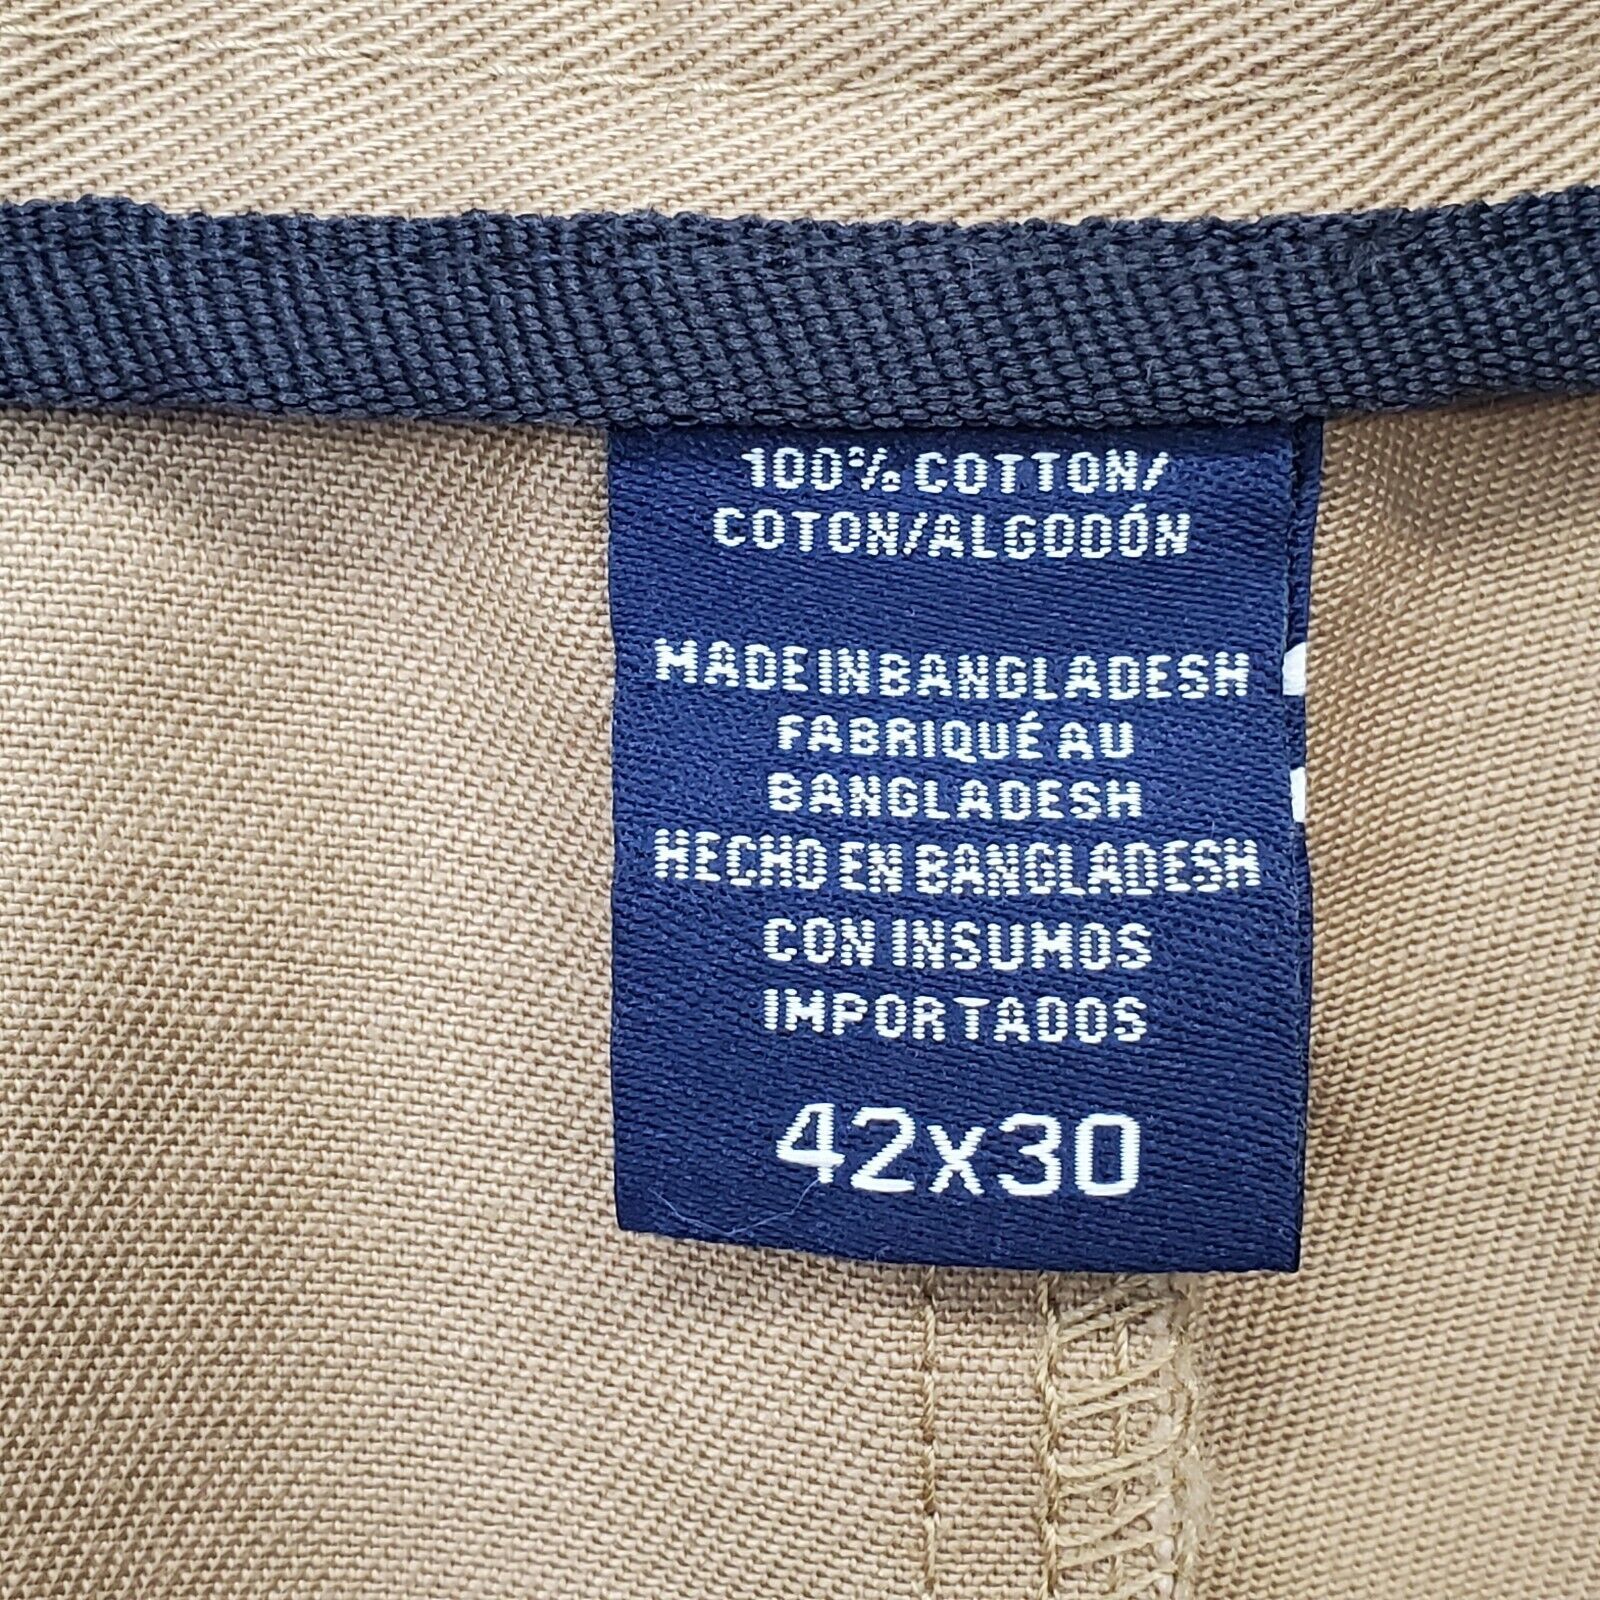 100% COTTON/
COTON/ALGODÓN
MADE IN BANGLADESH
FABRIQUÉ AU
BANGLADESH
HECHO EN BANGLADESH
CON INSUMOS
IMPORTADOS
42x30